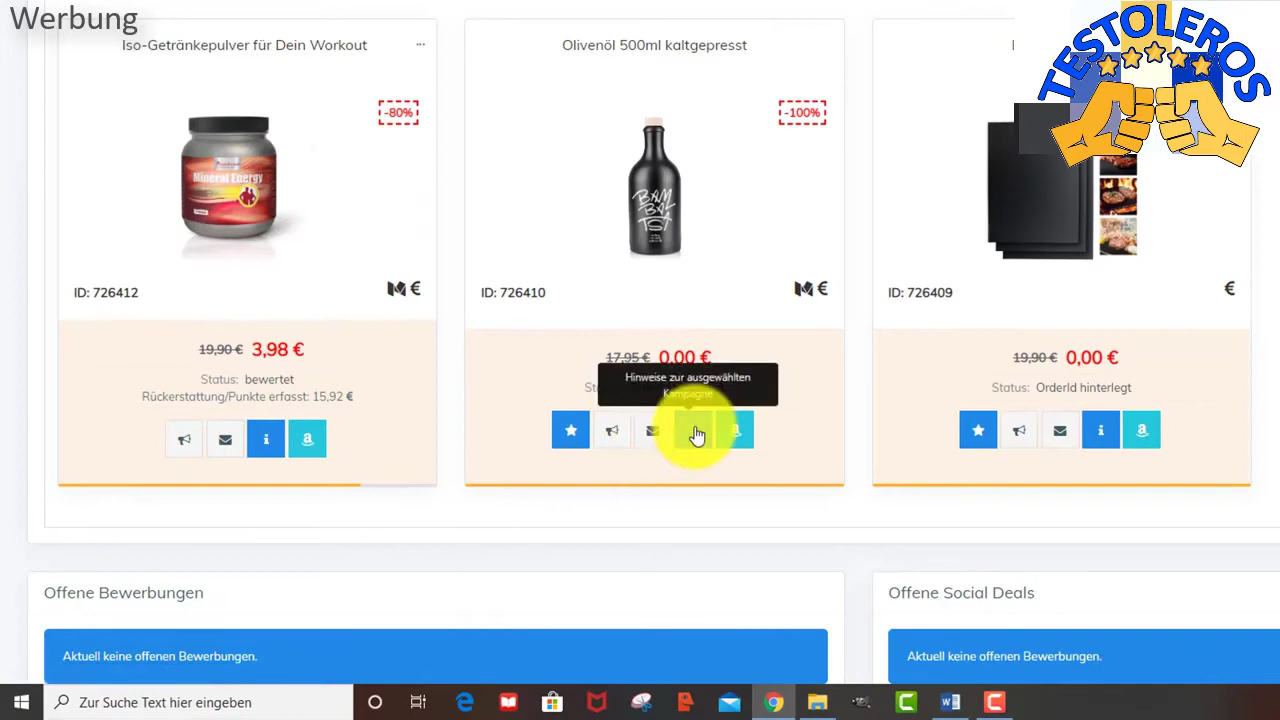 Werbung
TESTOLEROS
Iso-Getränkepulver für Dein Workout
...
Olivenöl 500ml kaltgepresst
-80%
-100%
Mineral Energy
BAM
BA
TST
ID: 726412
€
ID: 726410
€
ID: 726409
€
19,90 € 3,98 €
Status: bewertet
Rückerstattung/Punkte erfasst: 15,92 €
17,95 € 0,00 €
Hinweise zur ausgewählten
Kampagne
19,90 € 0,00 €
Status: OrderId hinterlegt
Offene Bewerbungen
Offene Social Deals
Aktuell keine offenen Bewerbungen.
Aktuell keine offenen Bewerbungen.
Zur Suche Text hier eingeben